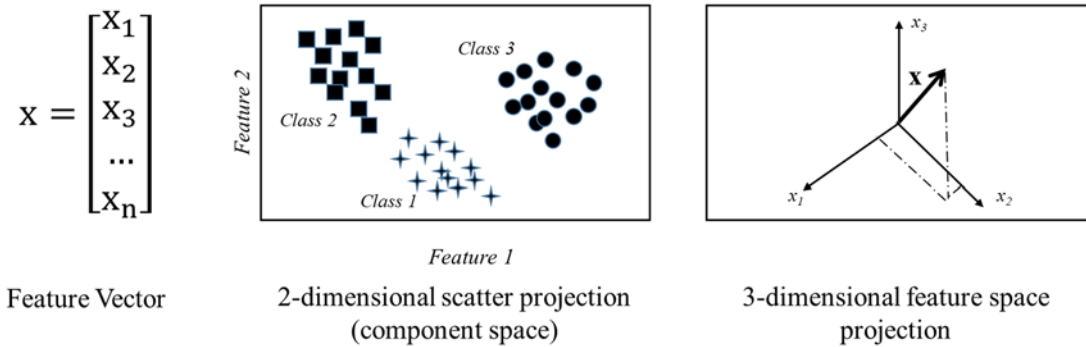 x = [x1 x2 x3 ... xn]
Feature 2
Class 2
Class 1
Class 3
Feature 1
x3
x
x1
x2
Feature Vector
2-dimensional scatter projection
(component space)
3-dimensional feature space
projection